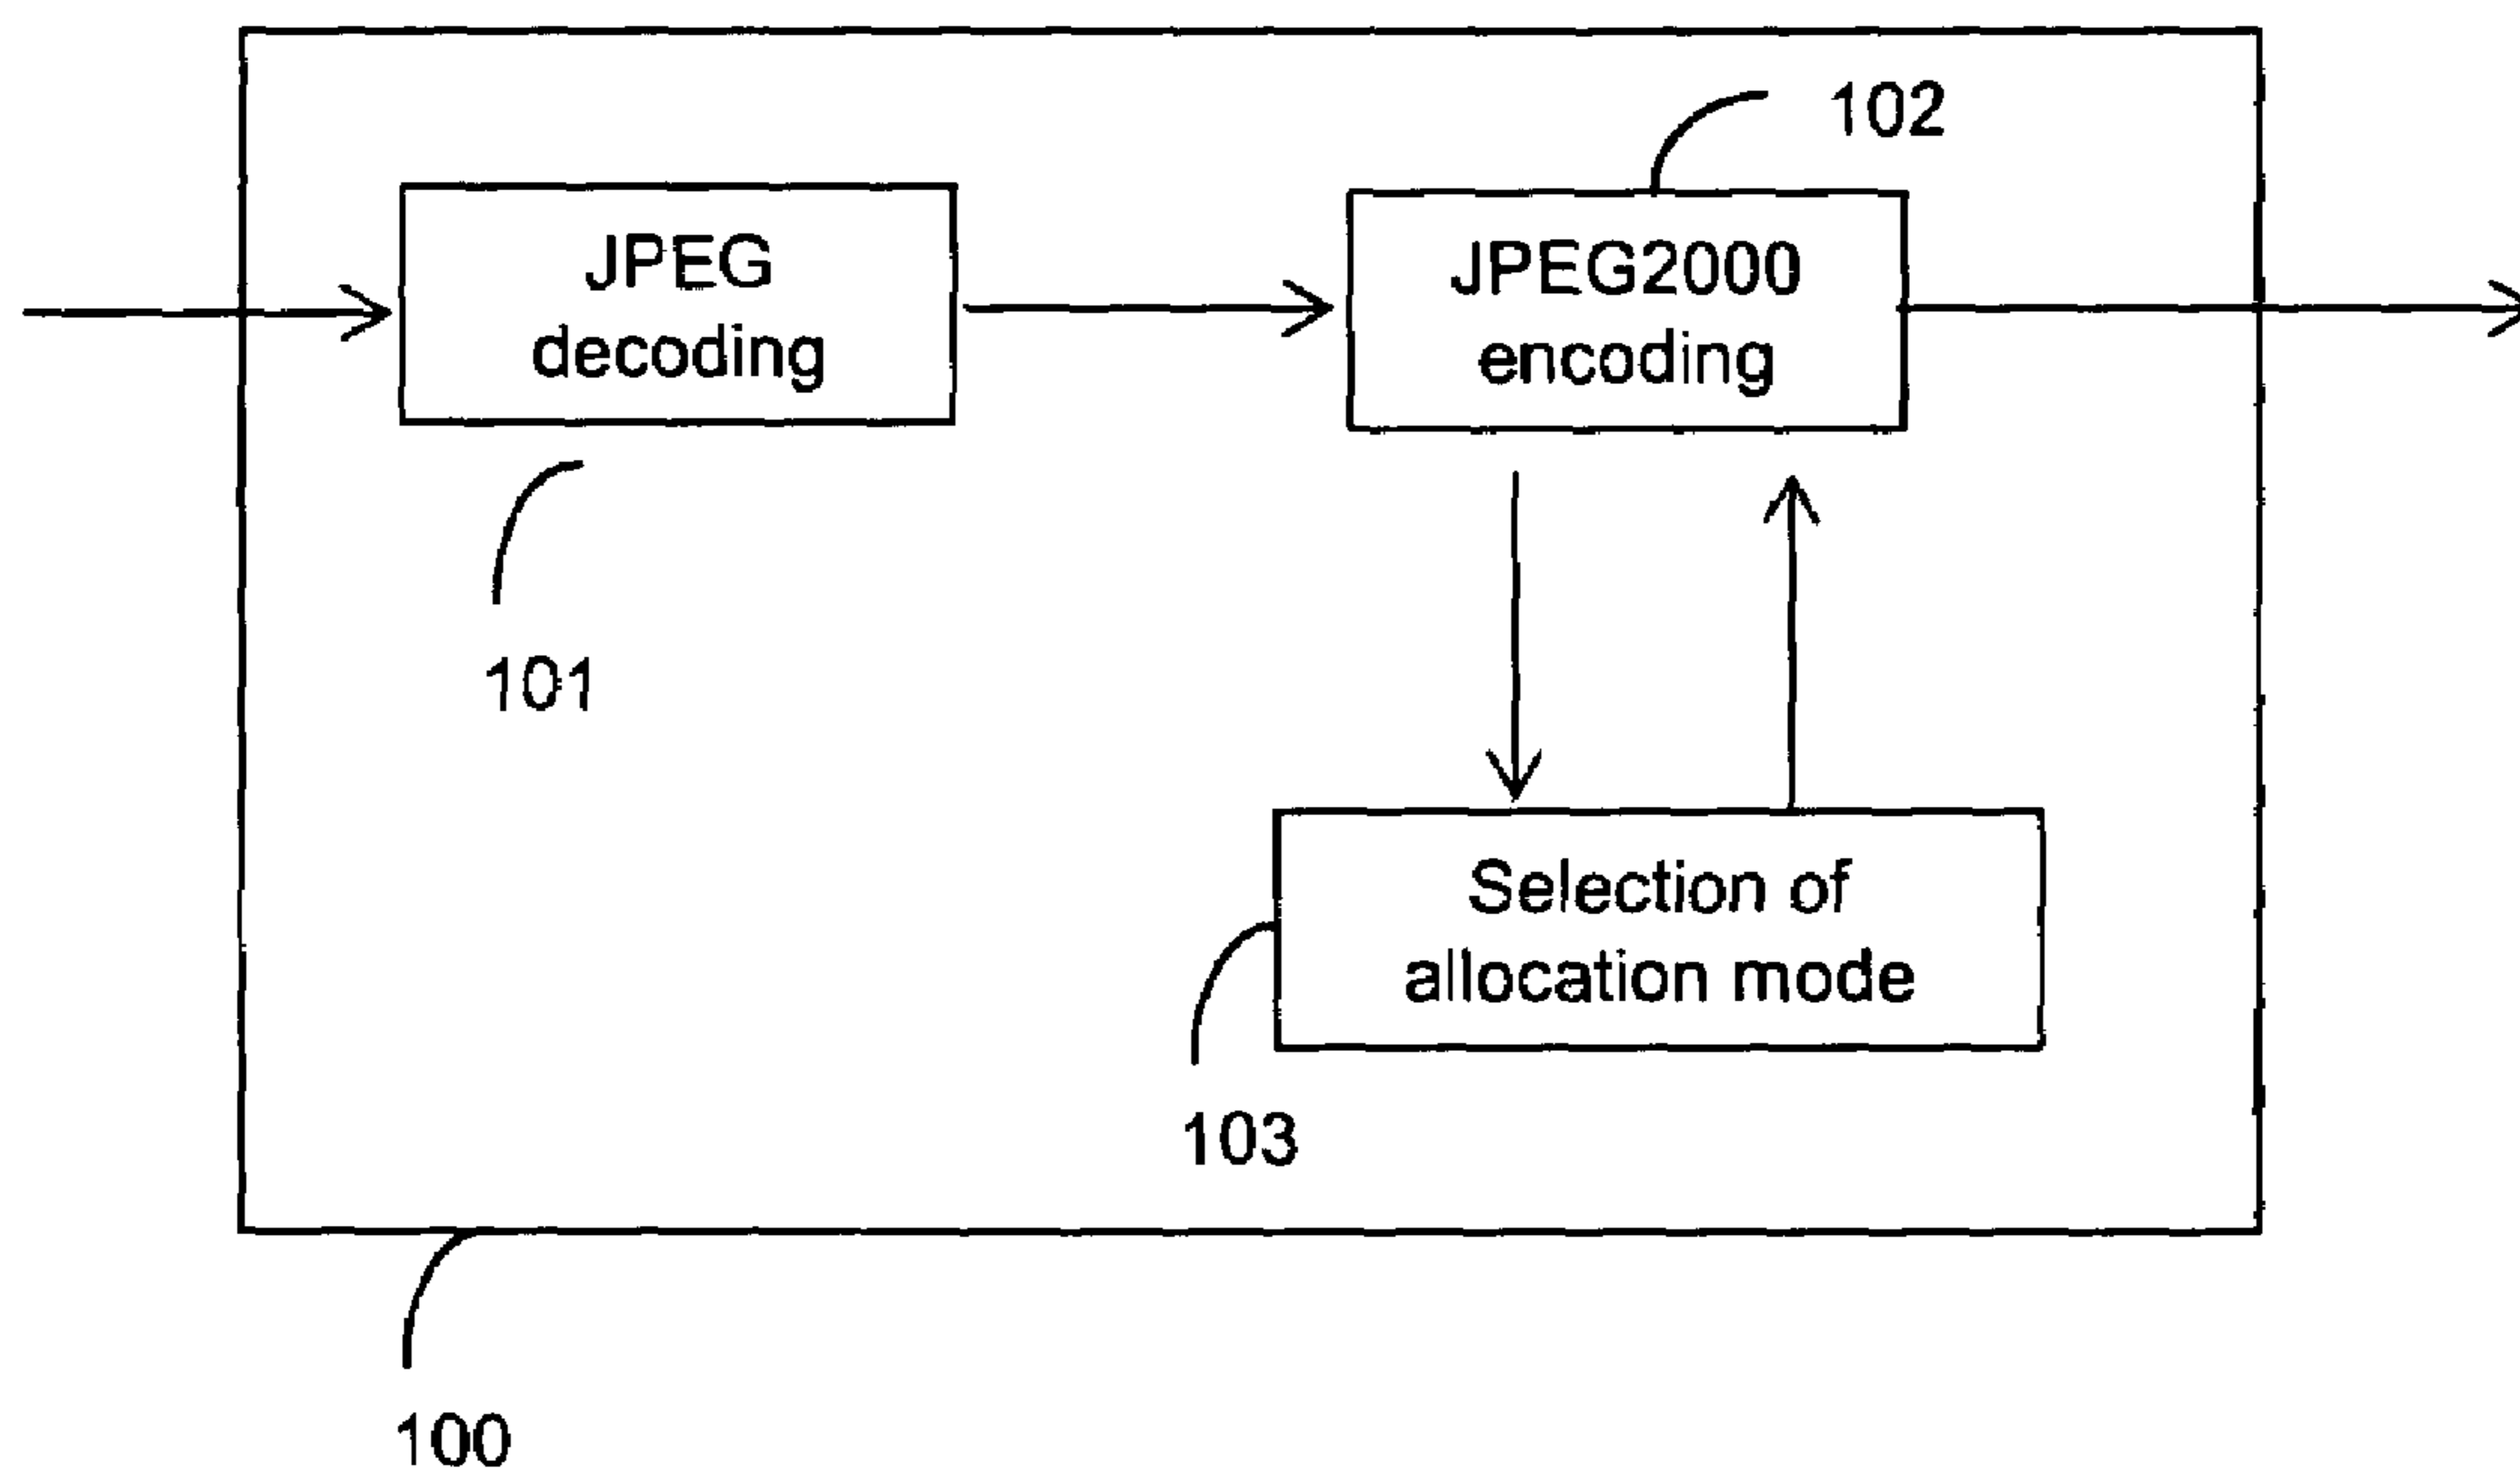 102
JPEG
decoding
JPEG2000
encoding
101
Selection of
allocation mode
103
100